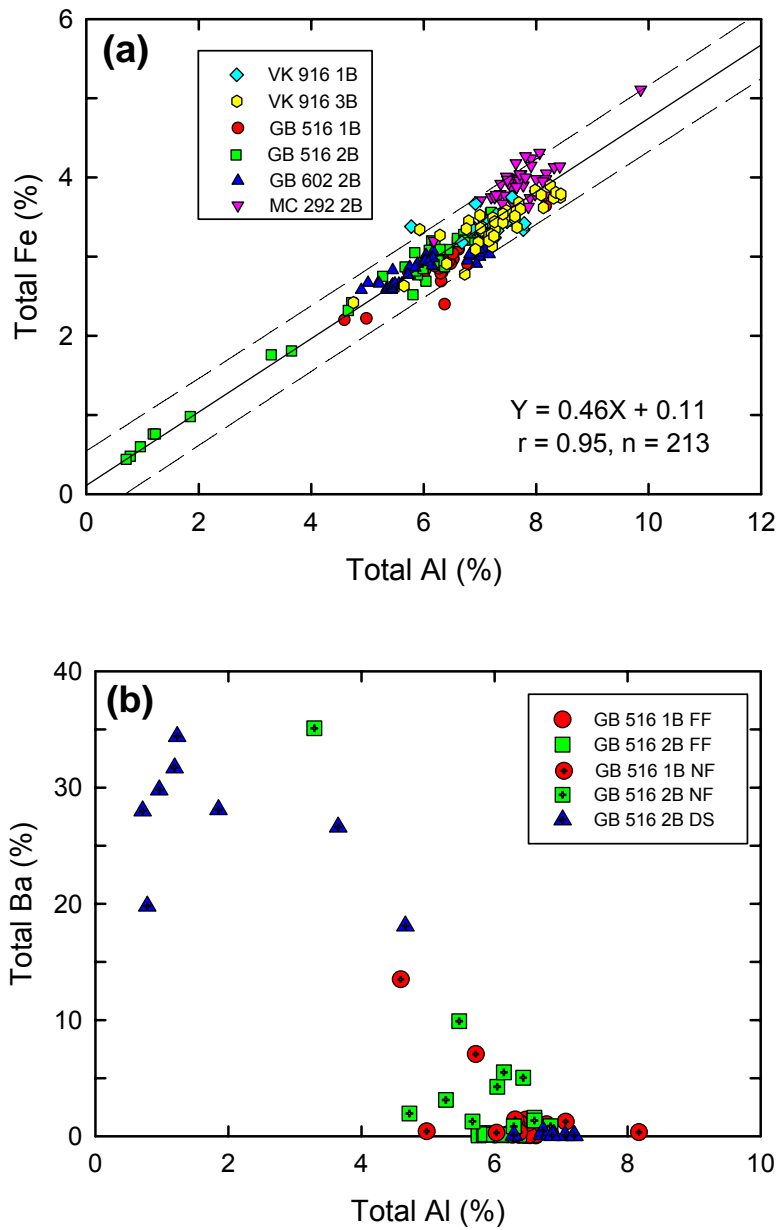 (a)
VK 916 1B
VK 916 3B
GB 516 1B
GB 516 2B
GB 602 2B
MC 292 2B
6
4
2
0
Total Fe (%)
Y = 0.46X + 0.11
r = 0.95, n = 213
0 2 4 6 8 10 12
Total Al (%)
(b)
GB 516 1B FF
GB 516 2B FF
GB 516 1B NF
GB 516 2B NF
GB 516 2B DS
40
30
20
10
0
Total Ba (%)
0 2 4 6 8 10
Total Al (%)